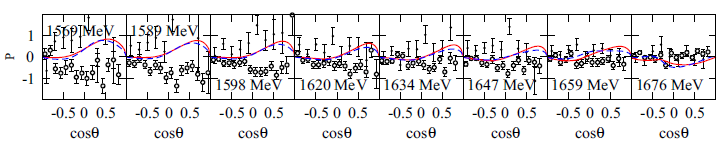 1569 MeV 1589 MeV
1
P 0
-1
1598 MeV 1620 MeV 1634 MeV 1647 MeV 1659 MeV 1676 MeV
-0.5 0 0.5 -0.5 0 0.5 -0.5 0 0.5 -0.5 0 0.5 -0.5 0 0.5 -0.5 0 0.5 -0.5 0 0.5 -0.5 0 0.5
cosθ cosθ cosθ cosθ cosθ cosθ cosθ cosθ